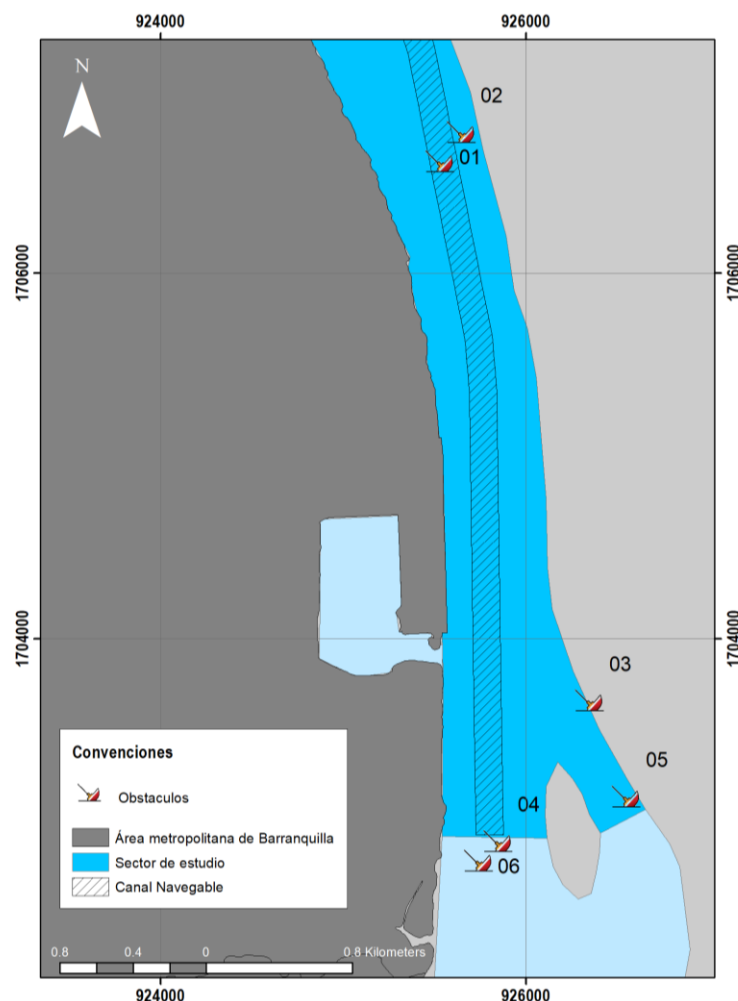 924000 926000
N
02
01
1706000 1706000
1704000 1704000
03
05
04
06
Convenciones
Obstaculos
Área metropolitana de Barranquilla
Sector de estudio
Canal Navegable
0.8 0.4 0 0.8 Kilometers
924000 926000